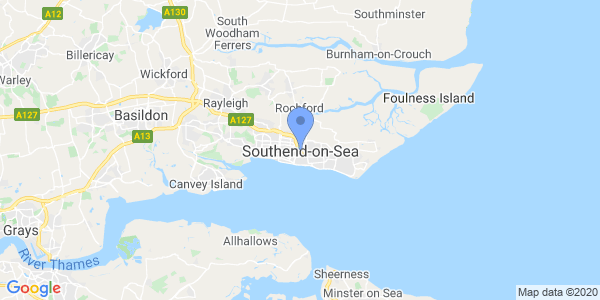 A12
A130
South
Woodham
Ferrers
Southminster
Billericay
Burnham-on-Crouch
Warley
Wickford
Rayleigh
Rochford
Foulness Island
A127
Basildon
A127
A13
Southend-on-Sea
Canvey Island
Grays
Allhallows
River Thames
Sheerness
Google
Minster on Sea
Map data ©2020